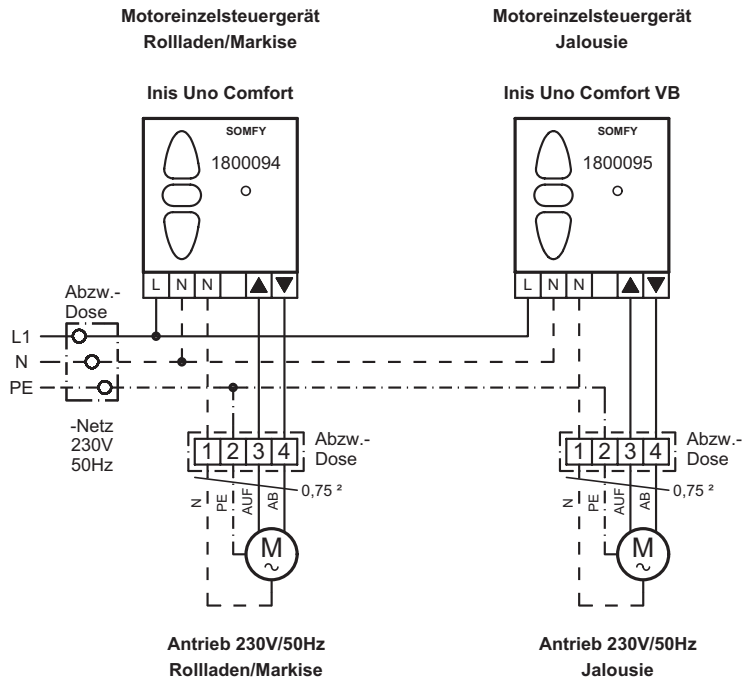 Motoreinzelsteuergerät
Rollladen/Markise
Inis Uno Comfort
SOMFY
1800094
L N N ▲ ▼
Motoreinzelsteuergerät
Jalousie
Inis Uno Comfort VB
SOMFY
1800095
L N N ▲ ▼
Abzw.-
Dose
L1
N
PE
-Netz
230V
50Hz
1 2 3 4
Abzw.-
Dose
0,75 ²
N PE AUF AB
M
~
Antrieb 230V/50Hz
Rollladen/Markise
1 2 3 4
Abzw.-
Dose
0,75 ²
N PE AUF AB
M
~
Antrieb 230V/50Hz
Jalousie